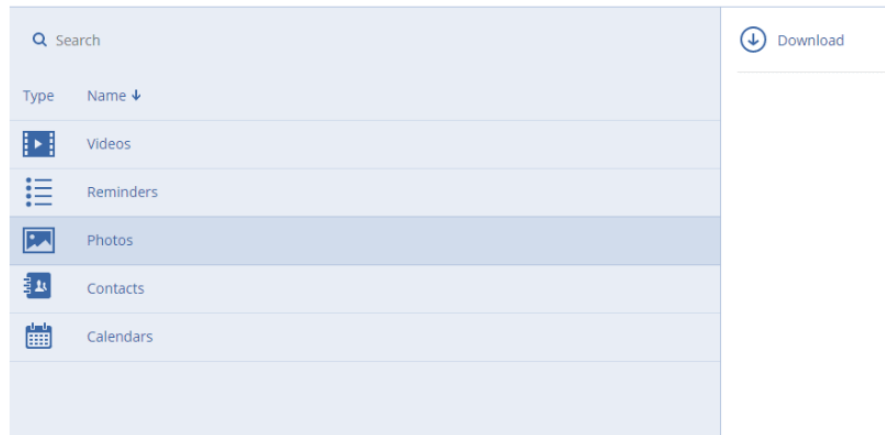 Search
Download
Type Name
Videos
Reminders
Photos
Contacts
Calendars